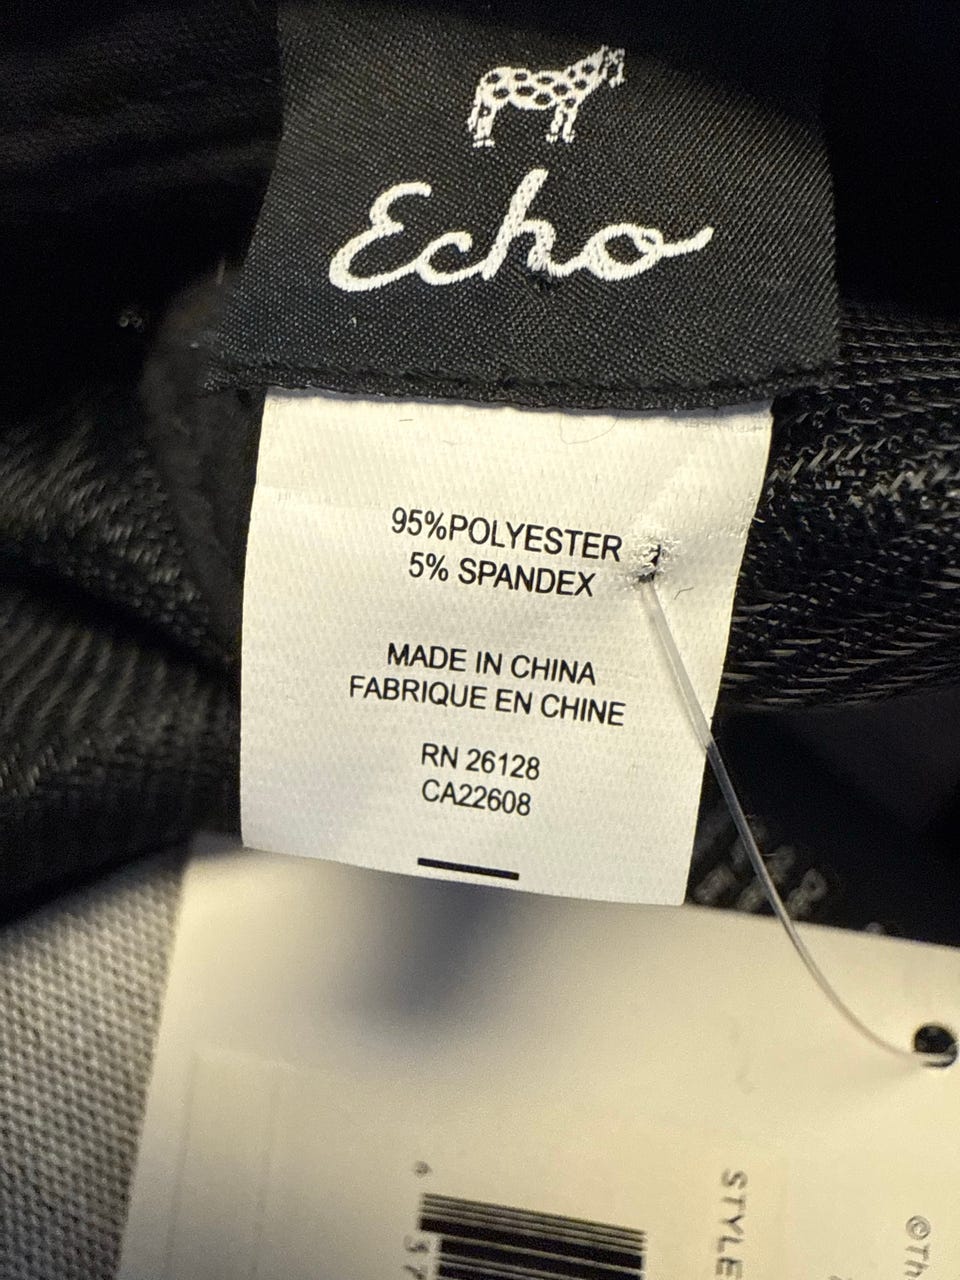 Echo
95%POLYESTER
5% SPANDEX
MADE IN CHINA
FABRIQUE EN CHINE
RN 26128
CA22608
STYLE